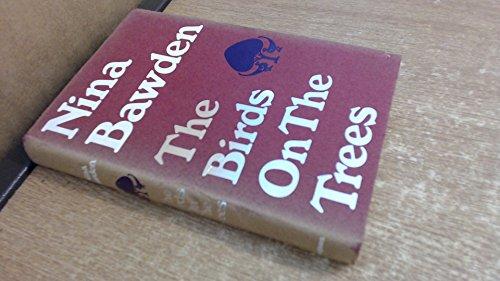 Nina
Bawden
The
Birds
On The
Trees